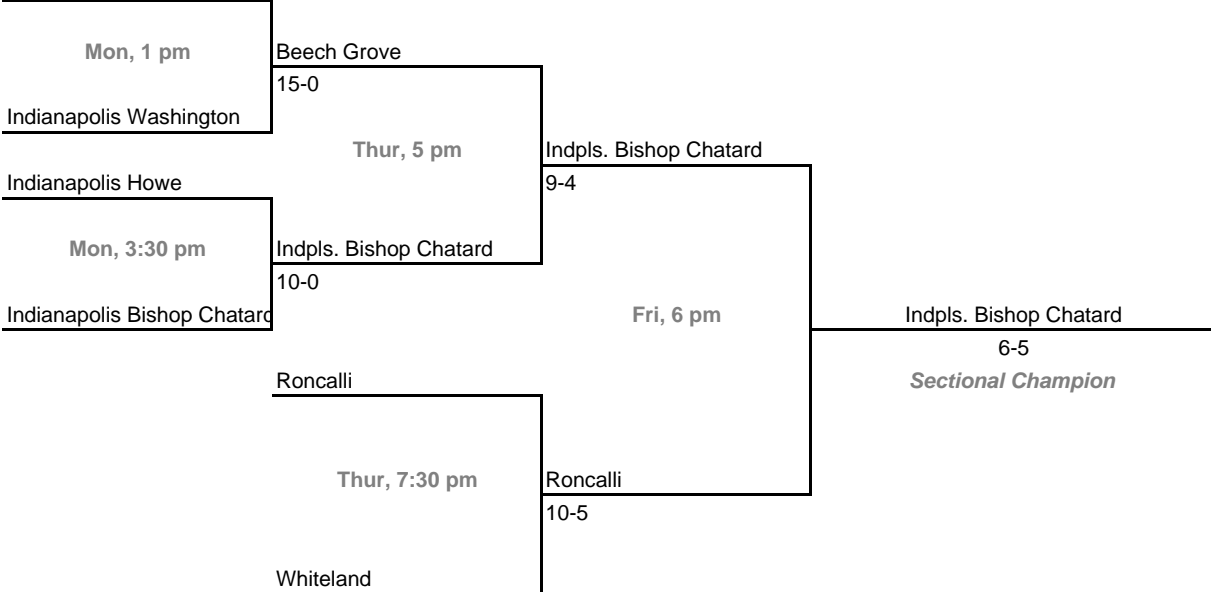 Mon, 1 pm
Beech Grove
15-0
Indianapolis Washington
Thur, 5 pm
Indpls. Bishop Chatard
9-4
Indianapolis Howe
Mon, 3:30 pm
Indpls. Bishop Chatard
10-0
Indianapolis Bishop Chatard
Fri, 6 pm
Indpls. Bishop Chatard
6-5
Sectional Champion
Roncalli
Thur, 7:30 pm
Roncalli
10-5
Whiteland